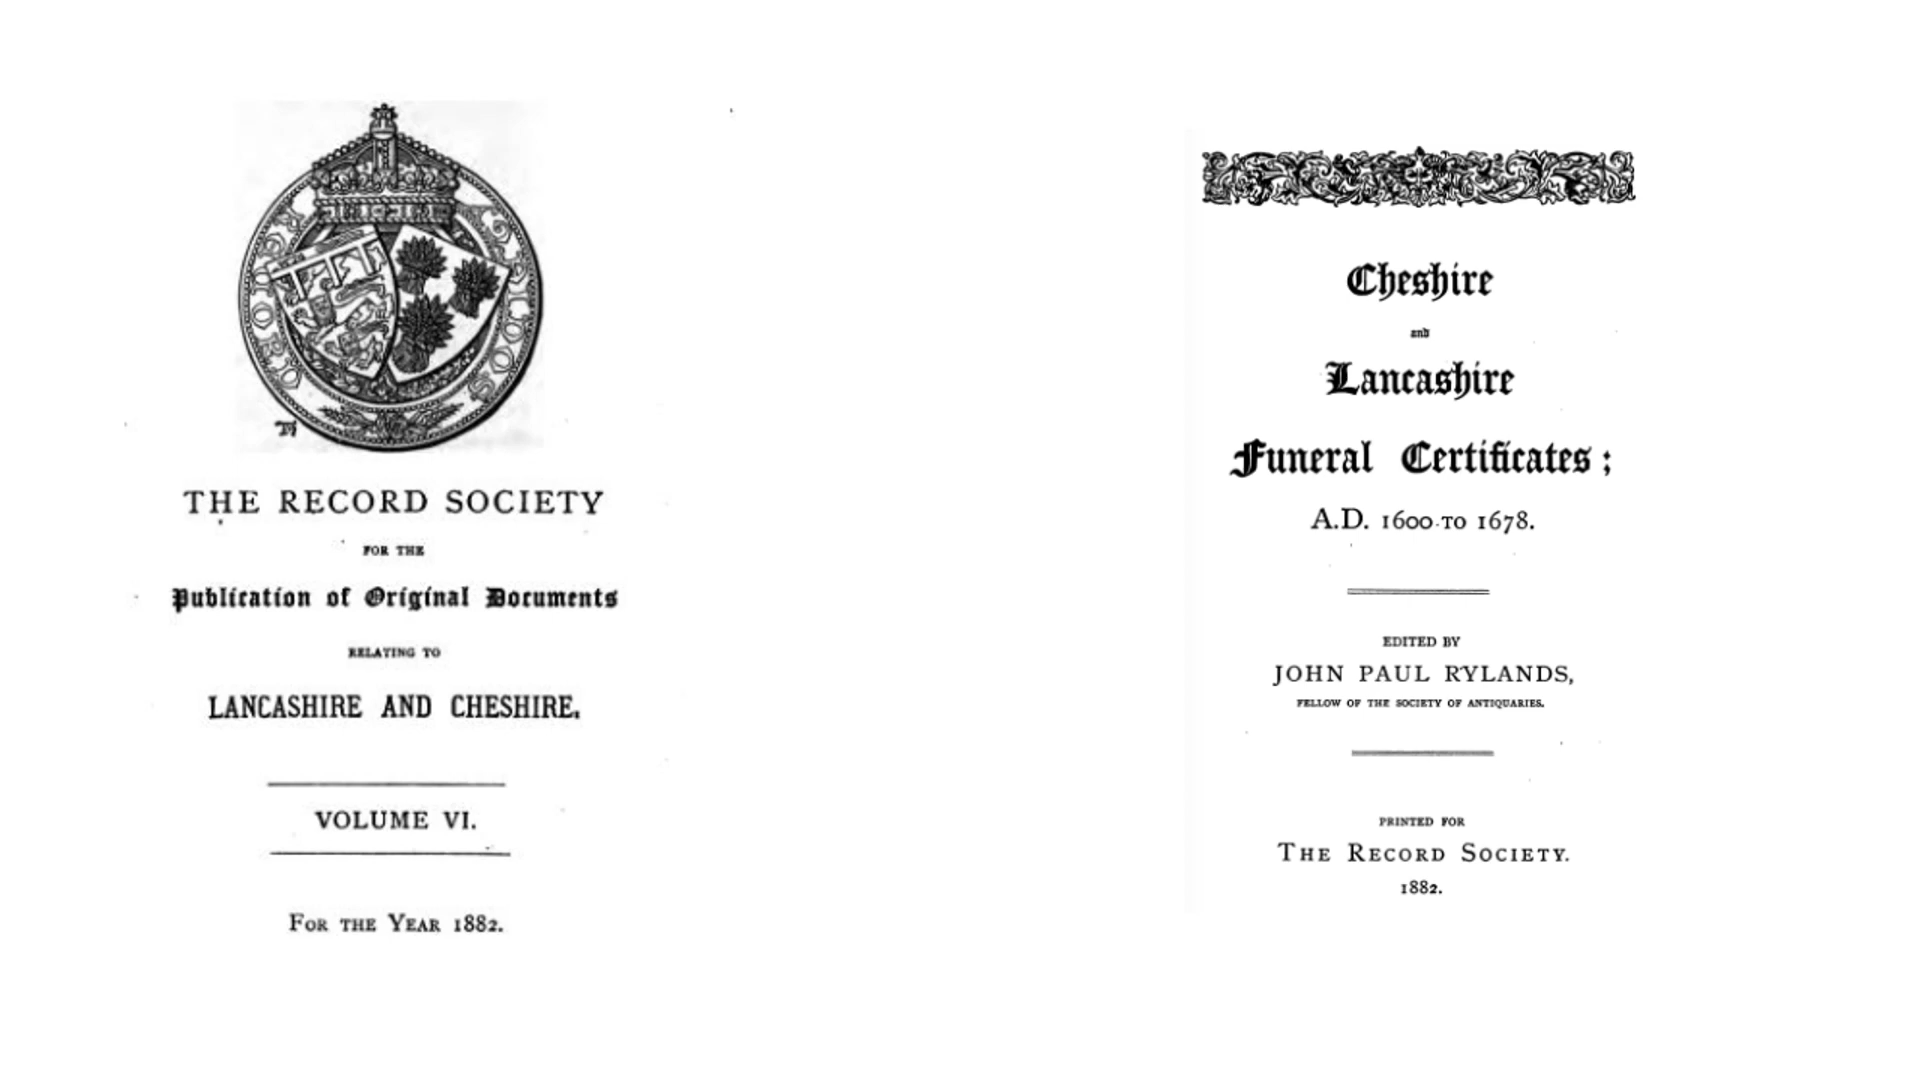 RECORD SOCIETY
THE RECORD SOCIETY
FOR THE
Publication of Original Documents
RELATING TO
LANCASHIRE AND CHESHIRE.
VOLUME VI.
FOR THE YEAR 1882.
Cheshire
and
Lancashire
Funeral Certificates;
A.D. 1600 TO 1678.
EDITED BY
JOHN PAUL RYLANDS,
FELLOW OF THE SOCIETY OF ANTIQUARIES.
PRINTED FOR
THE RECORD SOCIETY.
1882.